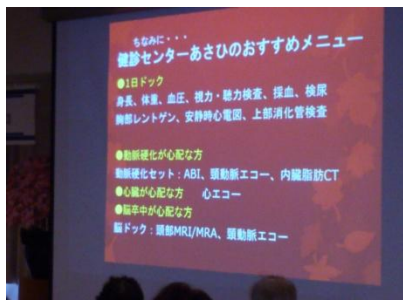 ちなみに・・・
健診センターあさひのおすすめメニュー
●1日ドック
身長、体重、血圧、視力・聴力検査、採血、検尿
胸部レントゲン、安静時心電図、上部消化管検査
●動脈硬化が心配な方
動脈硬化セット：ABI、頸動脈エコー、内臓脂肪CT
●心臓が心配な方　心エコー
●脳卒中が心配な方
脳ドック：頭部MRI/MRA、頸動脈エコー